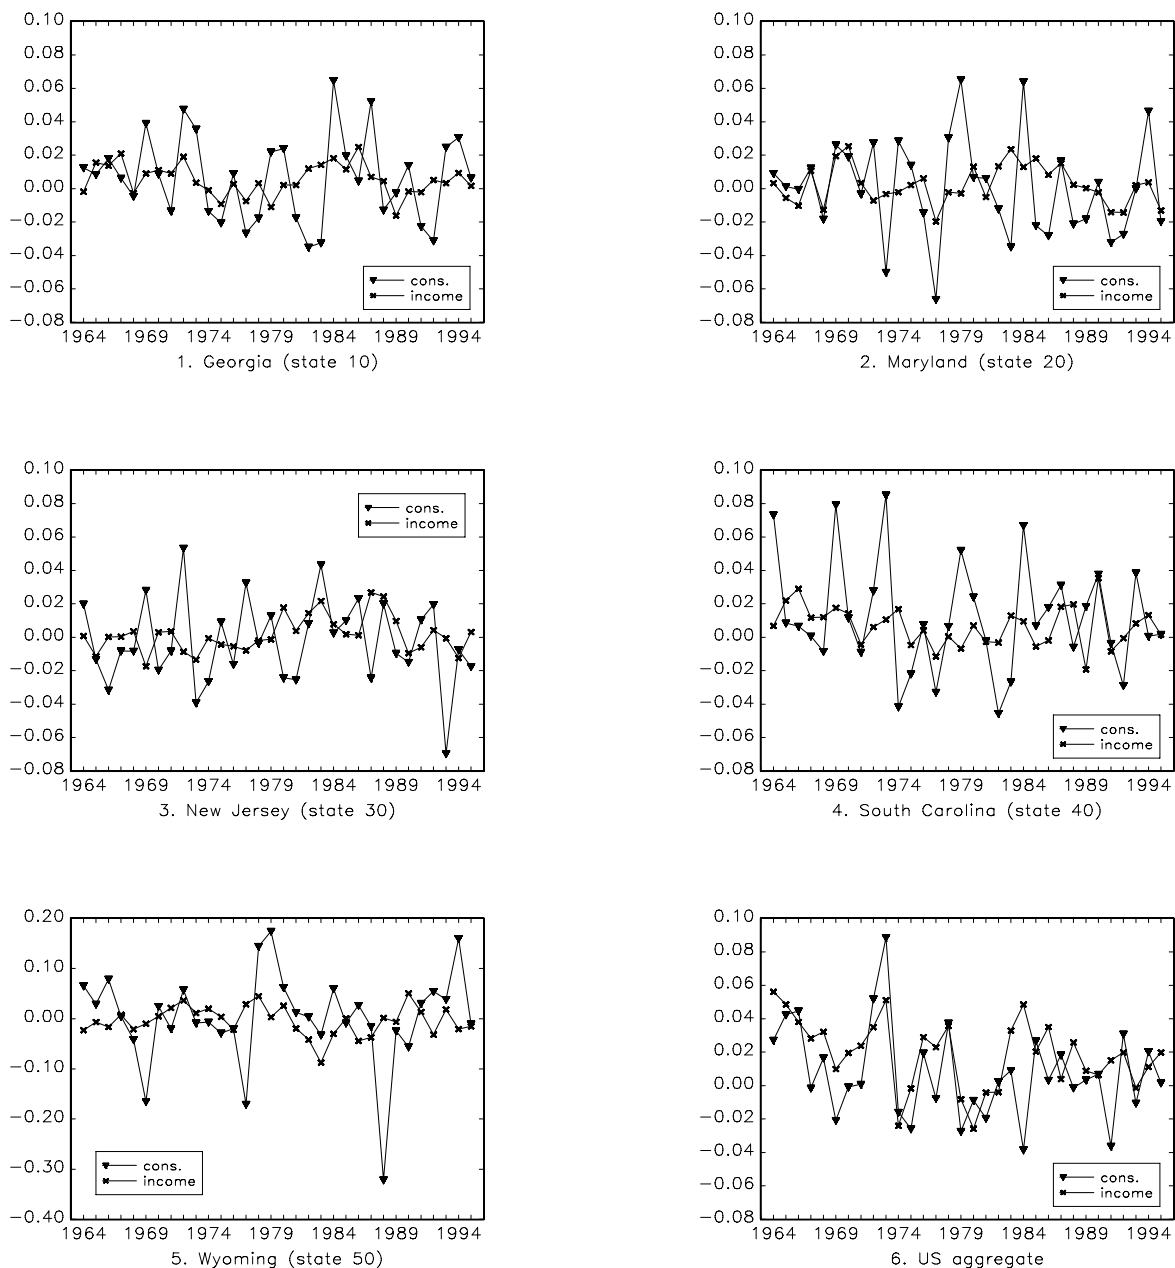 0.10
0.08
0.06
0.04
0.02
0.00
−0.02
−0.04
−0.06
−0.08
cons.
income
1964 1969 1974 1979 1984 1989 1994
1. Georgia (state 10)
0.10
0.08
0.06
0.04
0.02
0.00
−0.02
−0.04
−0.06
−0.08
cons.
income
1964 1969 1974 1979 1984 1989 1994
2. Maryland (state 20)
0.10
0.08
0.06
0.04
0.02
0.00
−0.02
−0.04
−0.06
−0.08
cons.
income
1964 1969 1974 1979 1984 1989 1994
3. New Jersey (state 30)
0.10
0.08
0.06
0.04
0.02
0.00
−0.02
−0.04
−0.06
−0.08
cons.
income
1964 1969 1974 1979 1984 1989 1994
4. South Carolina (state 40)
0.20
0.10
0.00
−0.10
−0.20
−0.30
−0.40
cons.
income
1964 1969 1974 1979 1984 1989 1994
5. Wyoming (state 50)
0.10
0.08
0.06
0.04
0.02
0.00
−0.02
−0.04
−0.06
−0.08
cons.
income
1964 1969 1974 1979 1984 1989 1994
6. US aggregate